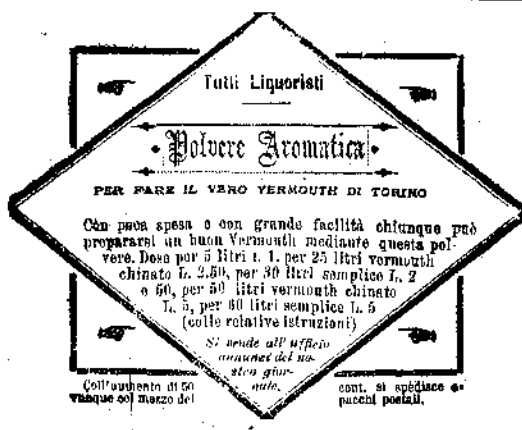 Tutti Liquoristi
Polvere Aromatica
PER FARE IL VERO VERMOUTH DI TORINO
Con poca spesa e con grande facilità chiunque può
prepararsi un buon Vermouth mediante questa pol-
vere. Dose per 5 litri L. 1. per 25 litri vermouth
chinato L. 2.50, per 30 litri semplice L. 2
e 50, per 50 litri vermouth chinato
L. 5, per 60 litri semplice L. 5
(colle relative istruzioni)
Si vende all'ufficio
annunzi del no-
stro gior-
nale.
Coll'aumento di 50 cent. si spedisce o-
vunque col mezzo dei pacchi postali.